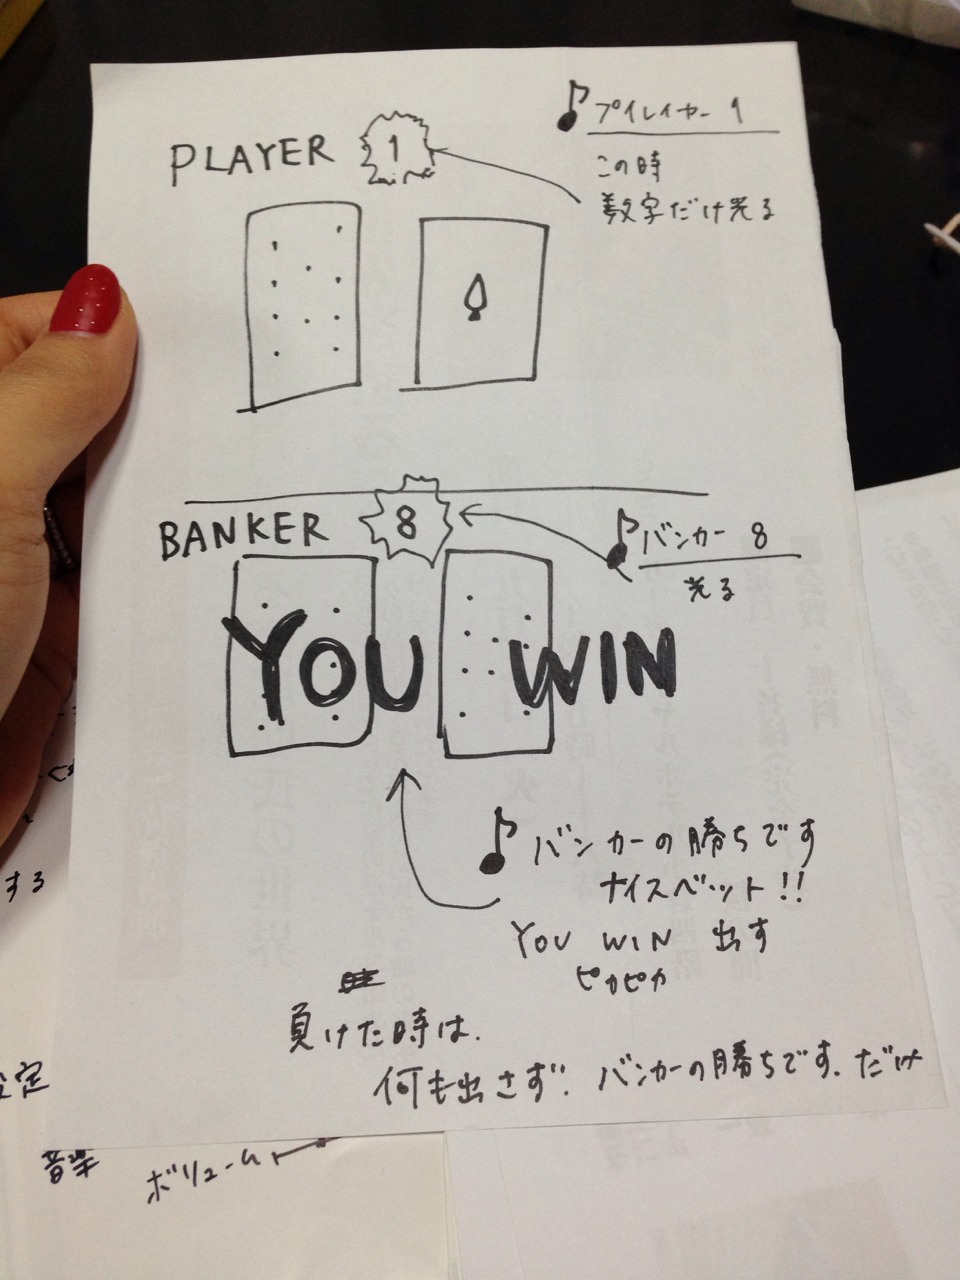 PLAYER 1
♪プイレイヤー 1
この時
数字だけ光る
BANKER 8
♪バンカー 8
光る
YOU WIN
♪バンカーの勝ちです
ナイスベット!!
YOU WIN 出す
ピカピカ
負けた時は.
何も出さず. バンカーの勝ちです.だけ
する
設定
音楽
ボリューム